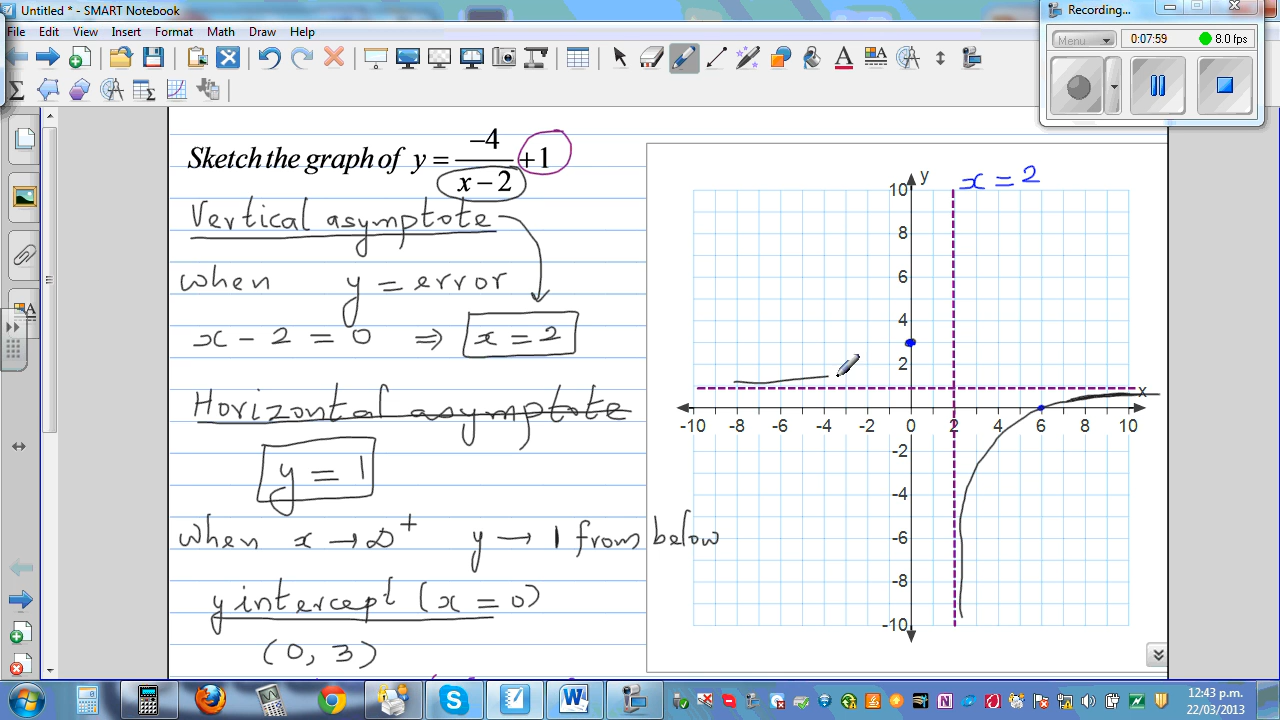 Untitled * - SMART Notebook
File Edit View Insert Format Math Draw Help
Recording...
Menu 0:07:59 8.0 fps
Sketch the graph of y = −4/(x − 2) + 1
Vertical asymptote
when y = error
x − 2 = 0 ⇒ x = 2
Horizontal asymptote
y = 1
when x → ∞⁺ y → 1 from below
y intercept (x = 0)
(0, 3)
x = 2
y
10
8
6
4
2
x
-10 -8 -6 -4 -2 0 2 4 6 8 10
-2
-4
-6
-8
-10
12:43 p.m.
22/03/2013